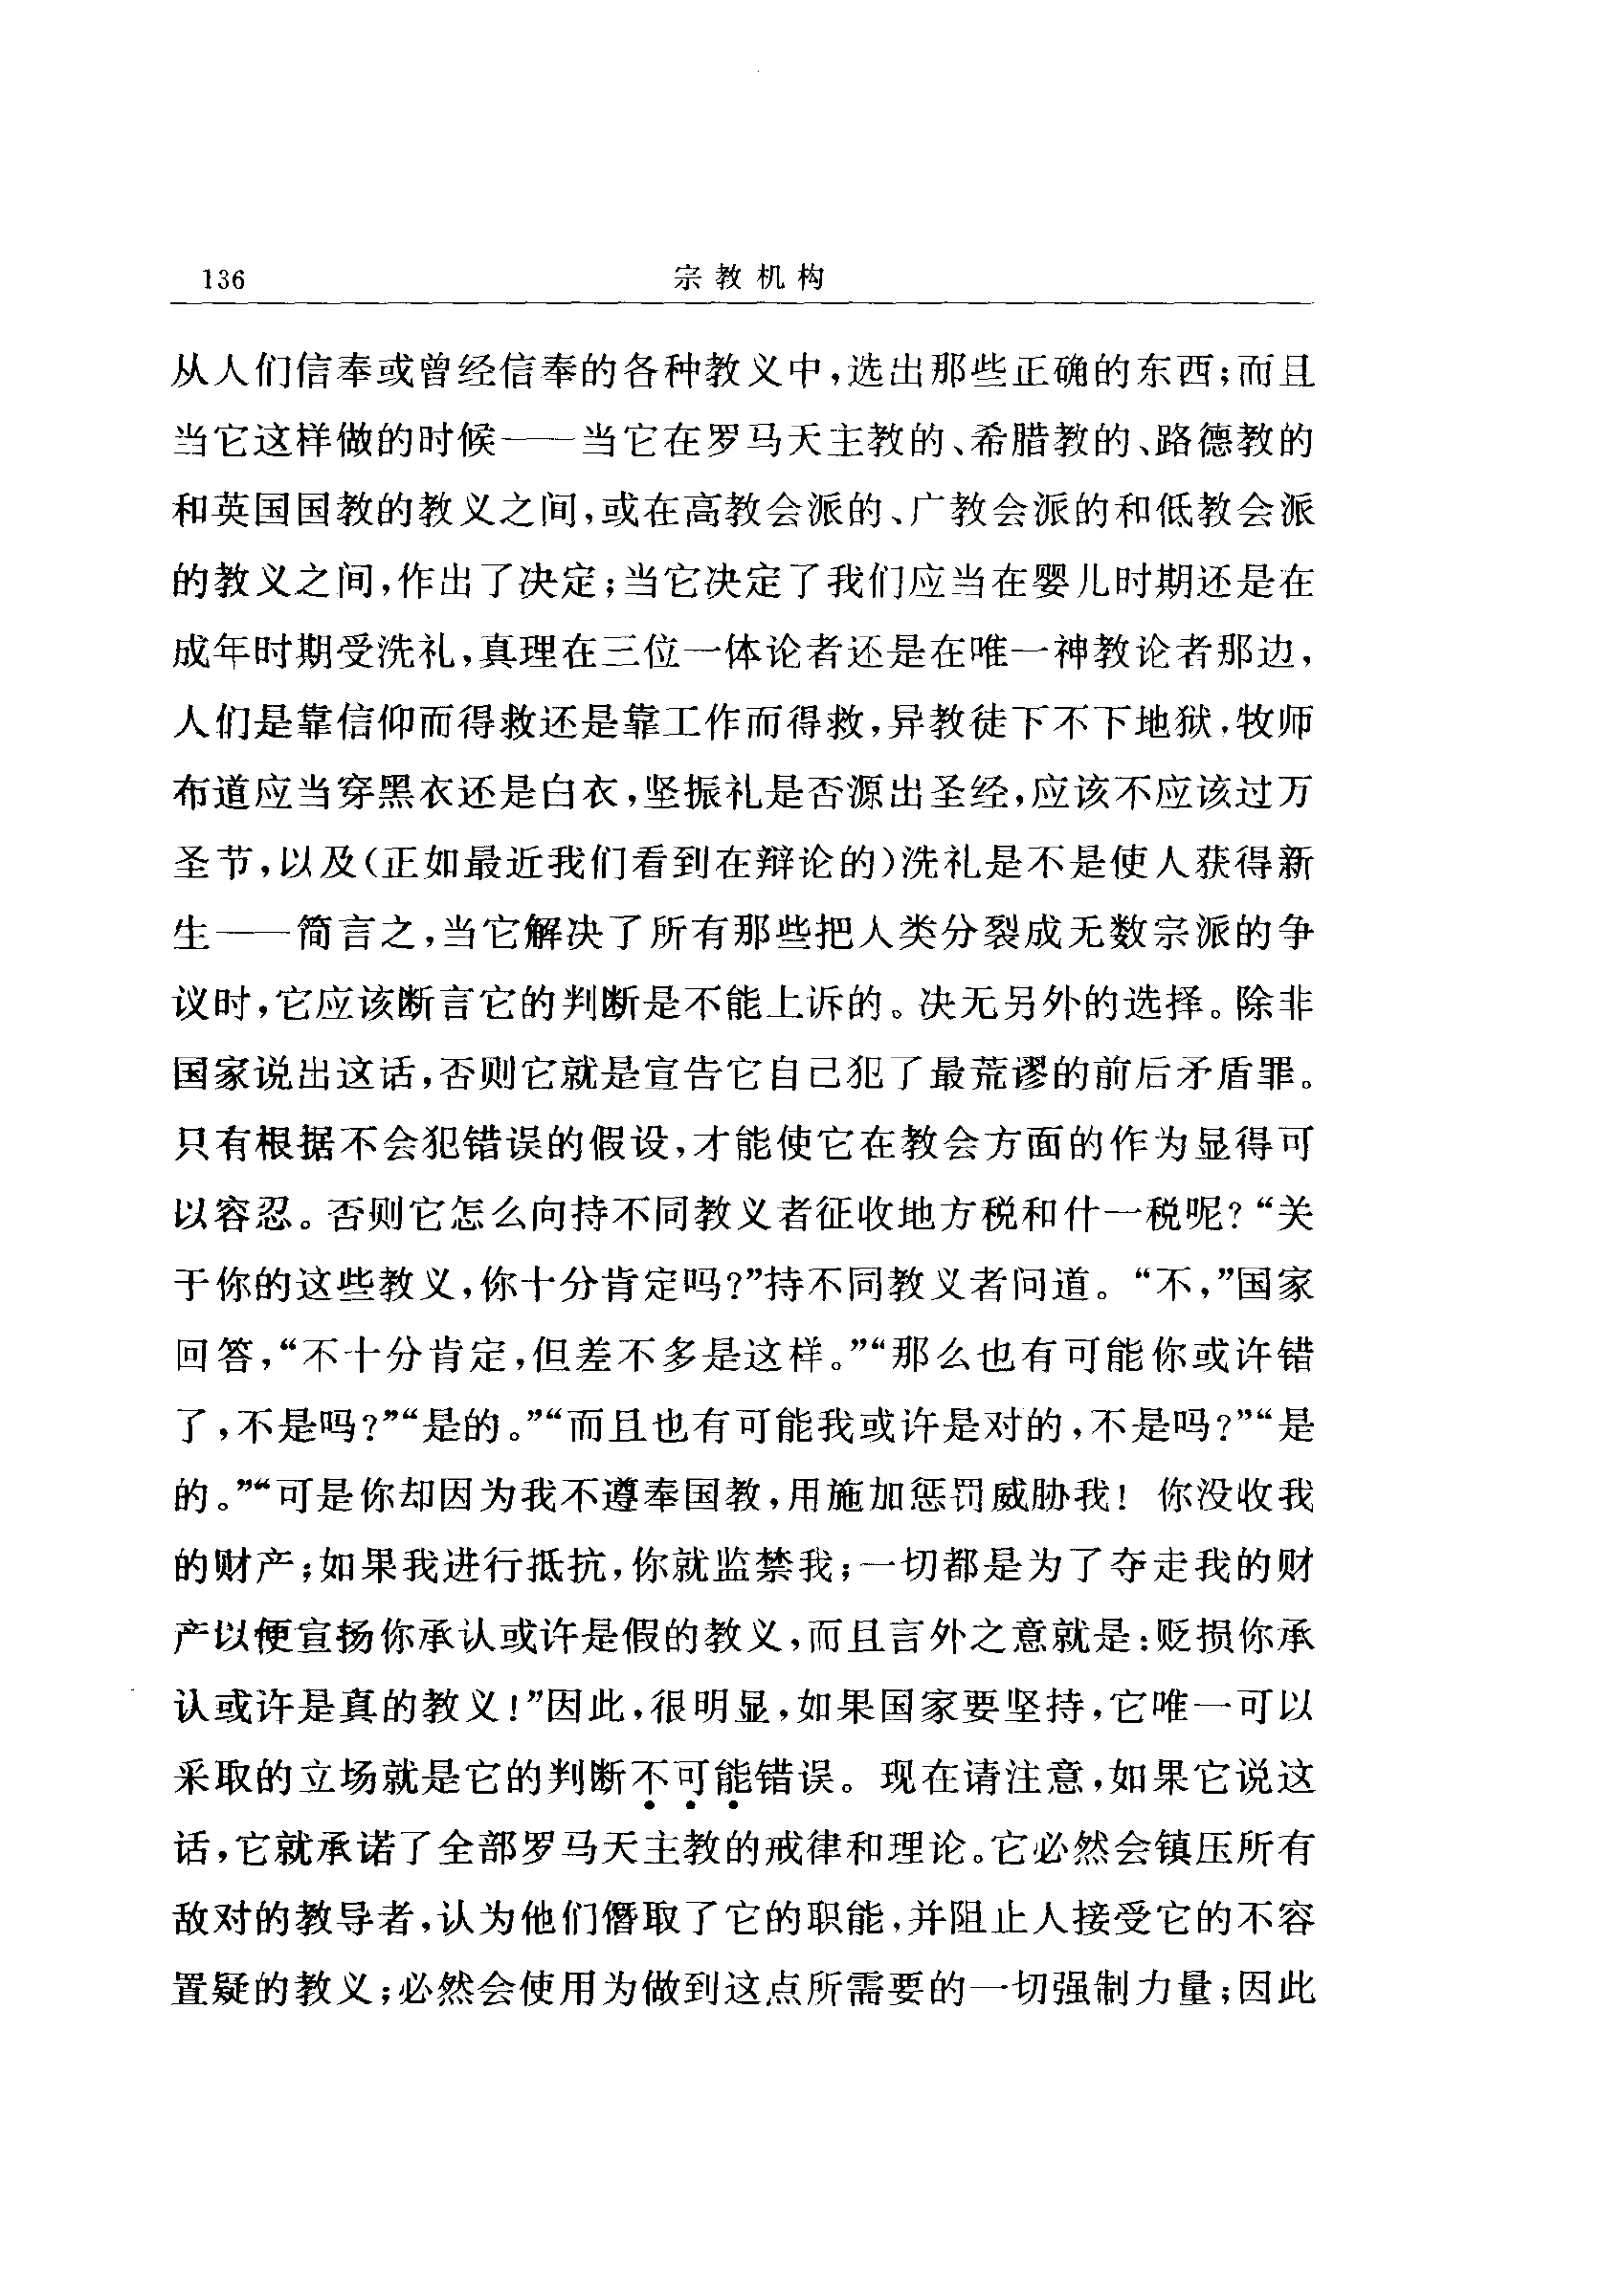 136 宗教机构
从人们信奉或曾经信奉的各种教义中，选出那些正确的东西；而且
当它这样做的时候——当它在罗马天主教的、希腊教的、路德教的
和英国国教的教义之间，或在高教会派的、广教会派的和低教会派
的教义之间，作出了决定；当它决定了我们应当在婴儿时期还是在
成年时期受洗礼，真理在三位一体论者还是在唯一神教论者那边，
人们是靠信仰而得救还是靠工作而得救，异教徒下不下地狱，牧师
布道应当穿黑衣还是白衣，坚振礼是否源出圣经，应该不应该过万
圣节，以及（正如最近我们看到在辩论的）洗礼是不是使人获得新
生——简言之，当它解决了所有那些把人类分裂成无数宗派的争
议时，它应该断言它的判断是不能上诉的。决无另外的选择。除非
国家说出这话，否则它就是宣告它自己犯了最荒谬的前后矛盾罪。
只有根据不会犯错误的假设，才能使它在教会方面的作为显得可
以容忍。否则它怎么向持不同教义者征收地方税和什一税呢？“关
于你的这些教义，你十分肯定吗？”持不同教义者问道。“不，”国家
回答，“不十分肯定，但差不多是这样。”“那么也有可能你或许错
了，不是吗？”“是的。”“而且也有可能我或许是对的，不是吗？”“是
的。”“可是你却因为我不遵奉国教，用施加惩罚威胁我！你没收我
的财产；如果我进行抵抗，你就监禁我；一切都是为了夺走我的财
产以便宣扬你承认或许是假的教义，而且言外之意就是：贬损你承
认或许是真的教义！”因此，很明显，如果国家要坚持，它唯一可以
采取的立场就是它的判断不可能错误。现在请注意，如果它说这
话，它就承诺了全部罗马天主教的戒律和理论。它必然会镇压所有
敌对的教导者，认为他们僭取了它的职能，并阻止人接受它的不容
置疑的教义；必然会使用为做到这点所需要的一切强制力量；因此